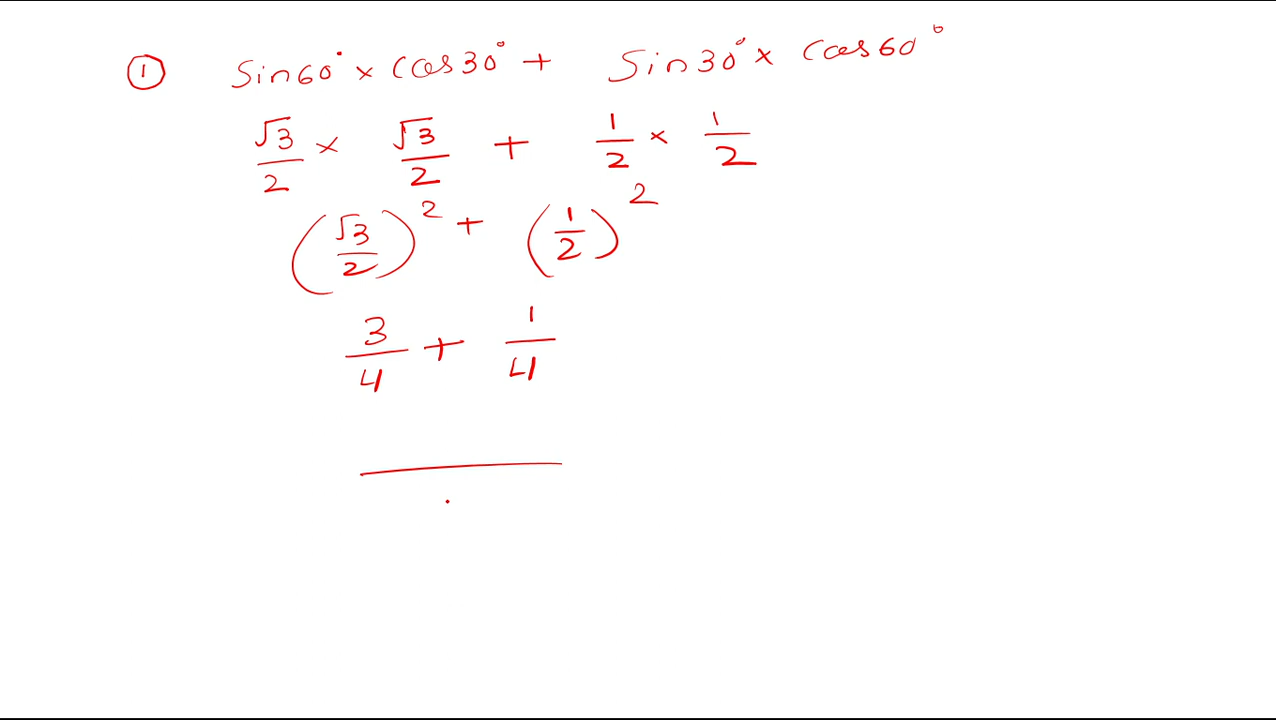 ① Sin60° × Cos30° + Sin30° × Cos60°
√3/2 × √3/2 + 1/2 × 1/2
(√3/2)² + (1/2)²
3/4 + 1/4